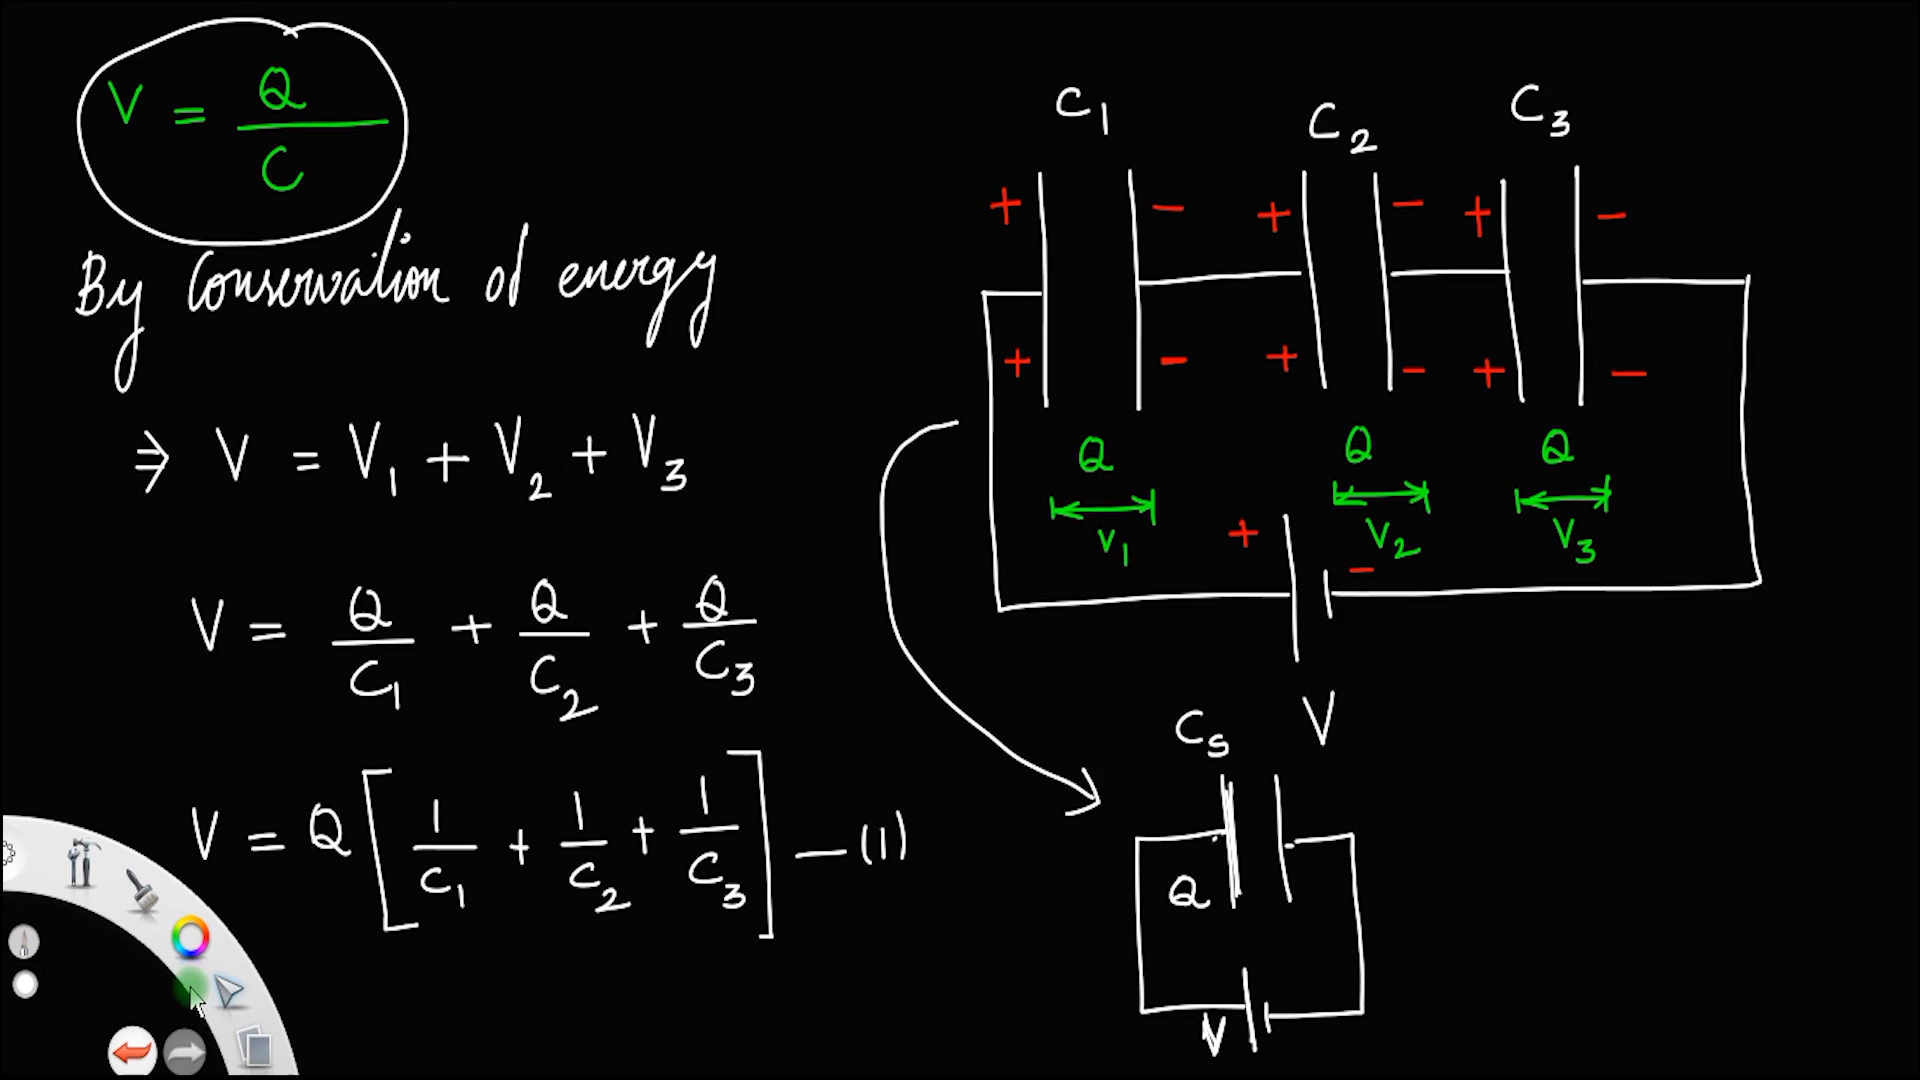 V = Q/C
By Conservation of energy
⇒ V = V₁ + V₂ + V₃
V = Q/C₁ + Q/C₂ + Q/C₃
V = Q [ 1/C₁ + 1/C₂ + 1/C₃ ] — (1)
C₁ C₂ C₃
+ − + − + −
+ − + − + −
Q Q Q
V₁ V₂ V₃
+ −
V
Cs
Q
V